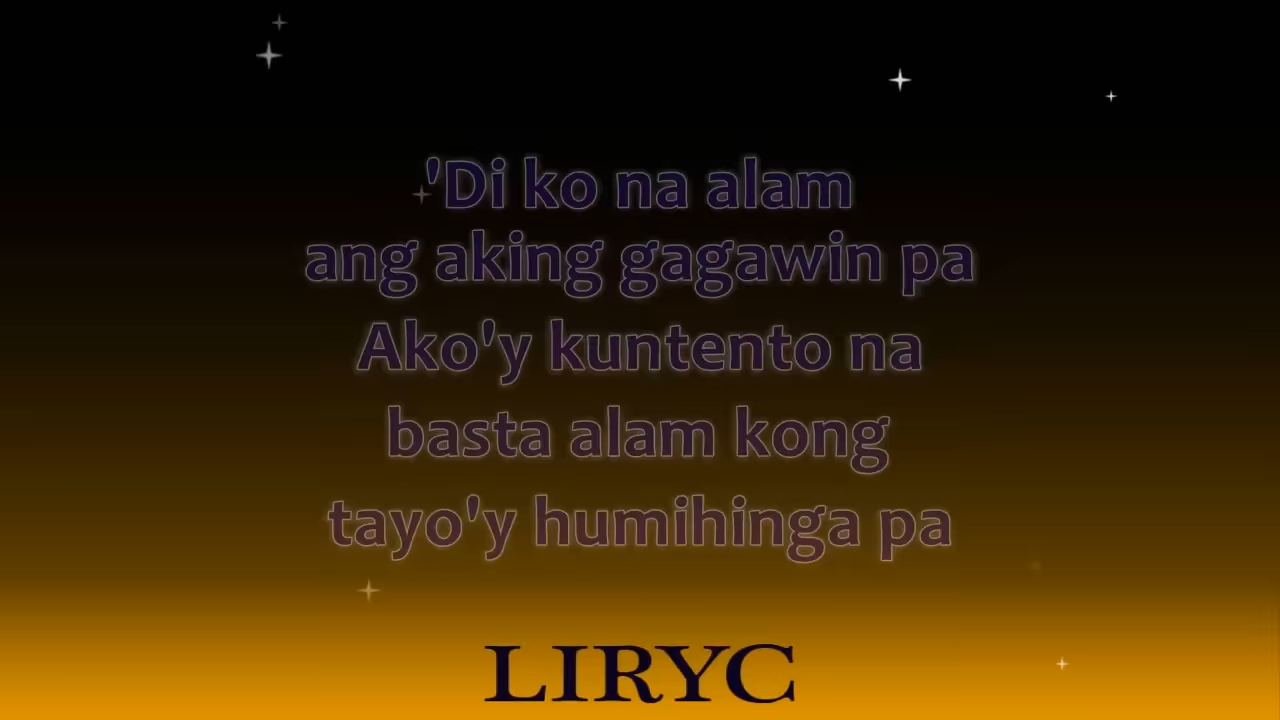 'Di ko na alam
ang aking gagawin pa
Ako'y kuntento na
basta alam kong
tayo'y humihinga pa
LIRYC